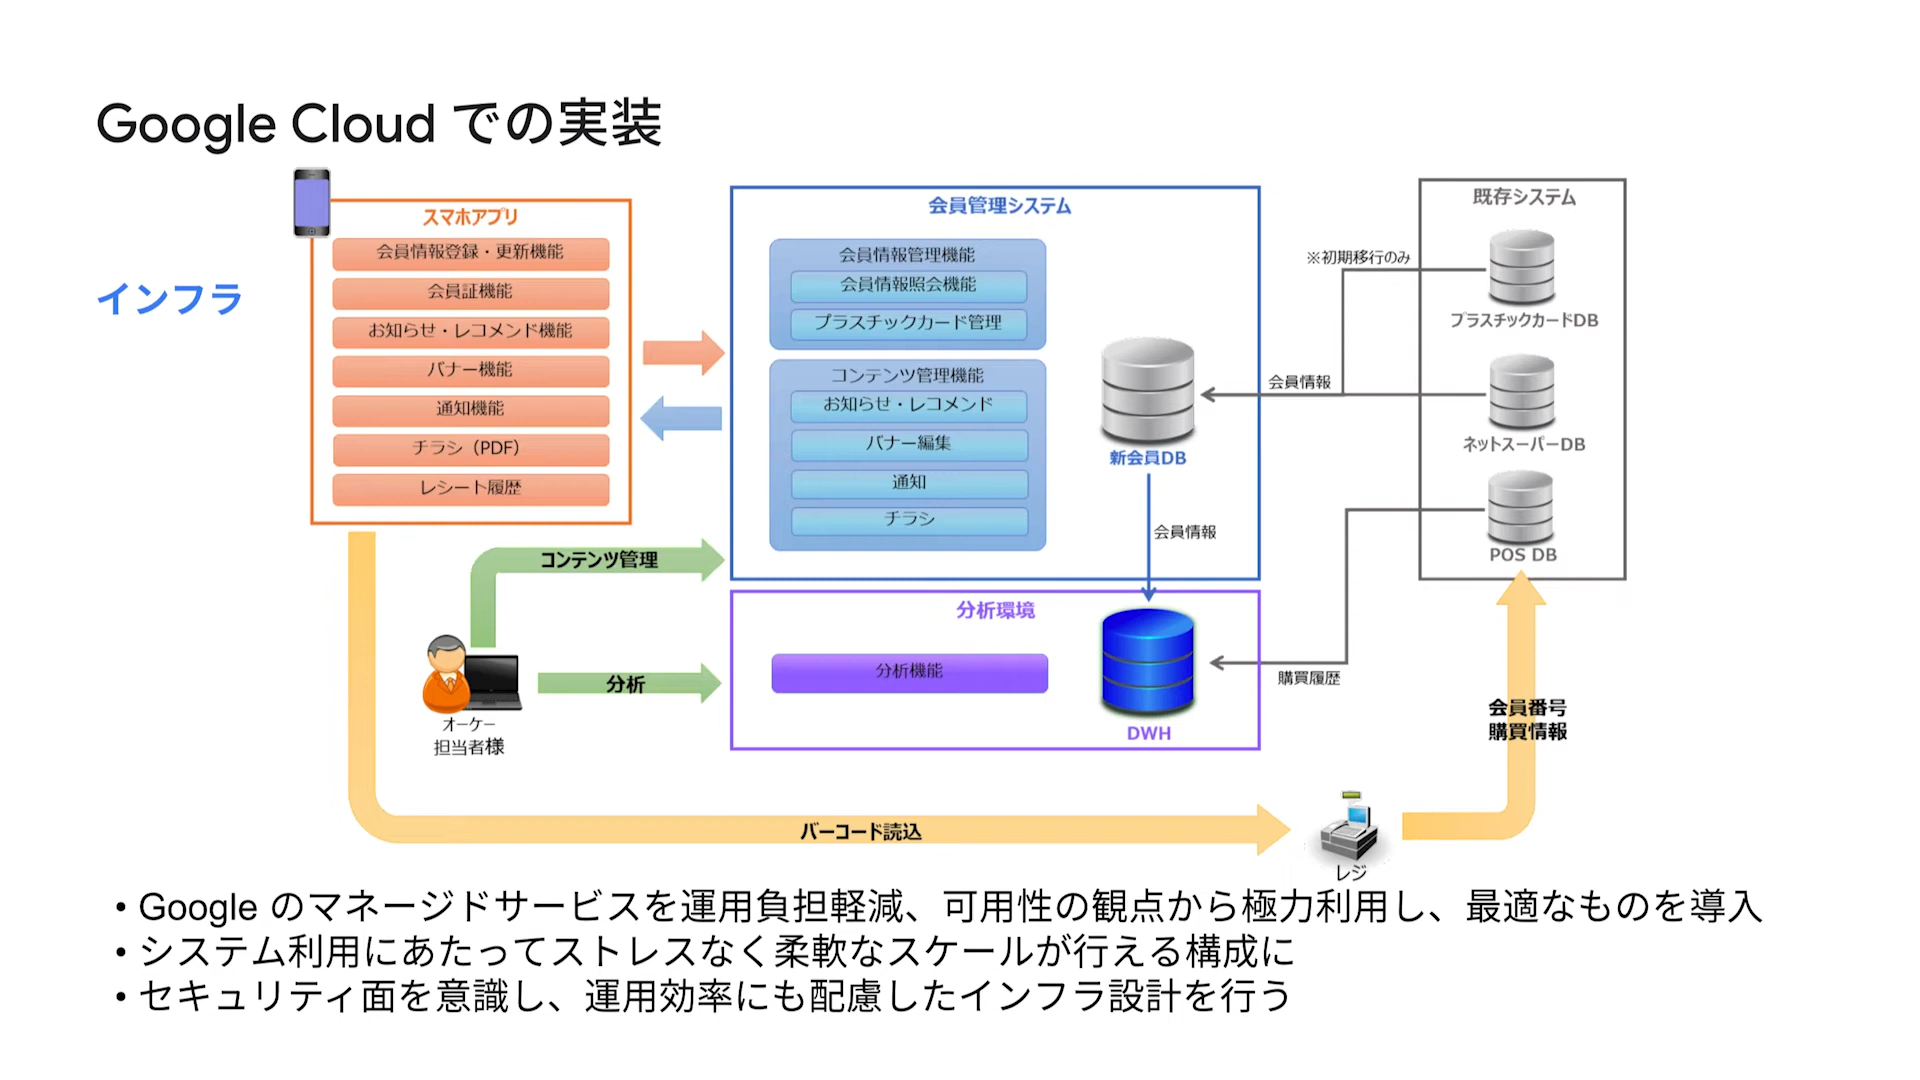 Google Cloud での実装
インフラ
スマホアプリ
会員情報登録・更新機能
会員証機能
お知らせ・レコメンド機能
バナー機能
通知機能
チラシ（PDF）
レシート履歴
会員管理システム
会員情報管理機能
会員情報照会機能
プラスチックカード管理
コンテンツ管理機能
お知らせ・レコメンド
バナー編集
通知
チラシ
新会員DB
会員情報
既存システム
※初期移行のみ
プラスチックカードDB
会員情報
ネットスーパーDB
POS DB
コンテンツ管理
分析
オーケー
担当者様
分析環境
分析機能
DWH
購買履歴
会員番号
購買情報
バーコード読込
レジ
• Google のマネージドサービスを運用負担軽減、可用性の観点から極力利用し、最適なものを導入
• システム利用にあたってストレスなく柔軟なスケールが行える構成に
• セキュリティ面を意識し、運用効率にも配慮したインフラ設計を行う